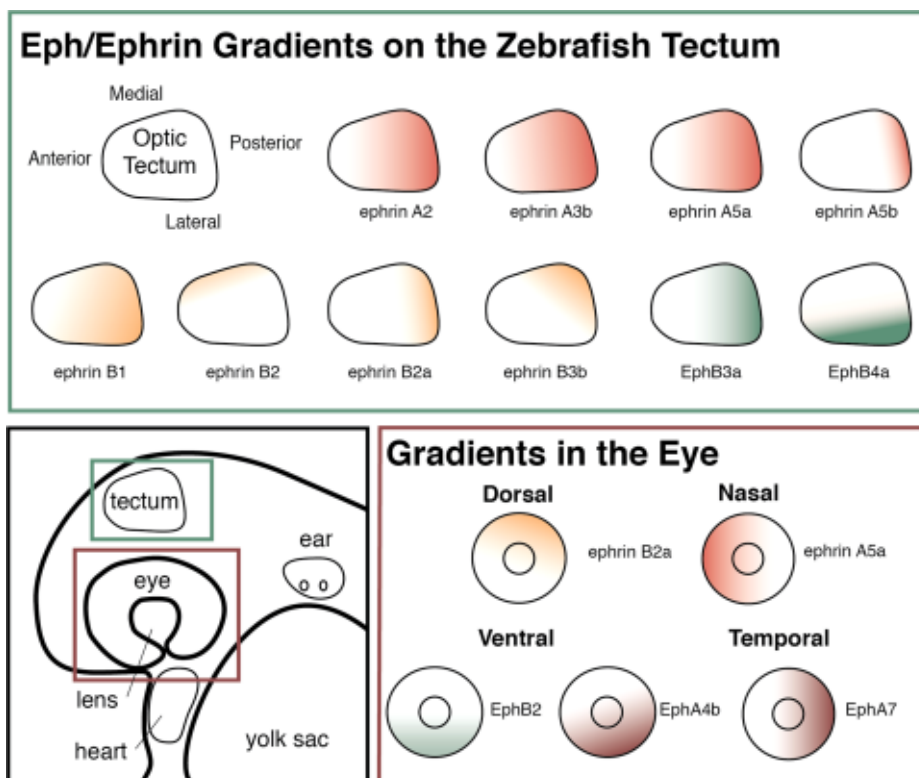 Eph/Ephrin Gradients on the Zebrafish Tectum
Medial
Anterior
Optic
Tectum
Posterior
Lateral
ephrin A2
ephrin A3b
ephrin A5a
ephrin A5b
ephrin B1
ephrin B2
ephrin B2a
ephrin B3b
EphB3a
EphB4a
tectum
eye
ear
lens
heart
yolk sac
Gradients in the Eye
Dorsal
Nasal
ephrin B2a
ephrin A5a
Ventral
Temporal
EphB2
EphA4b
EphA7